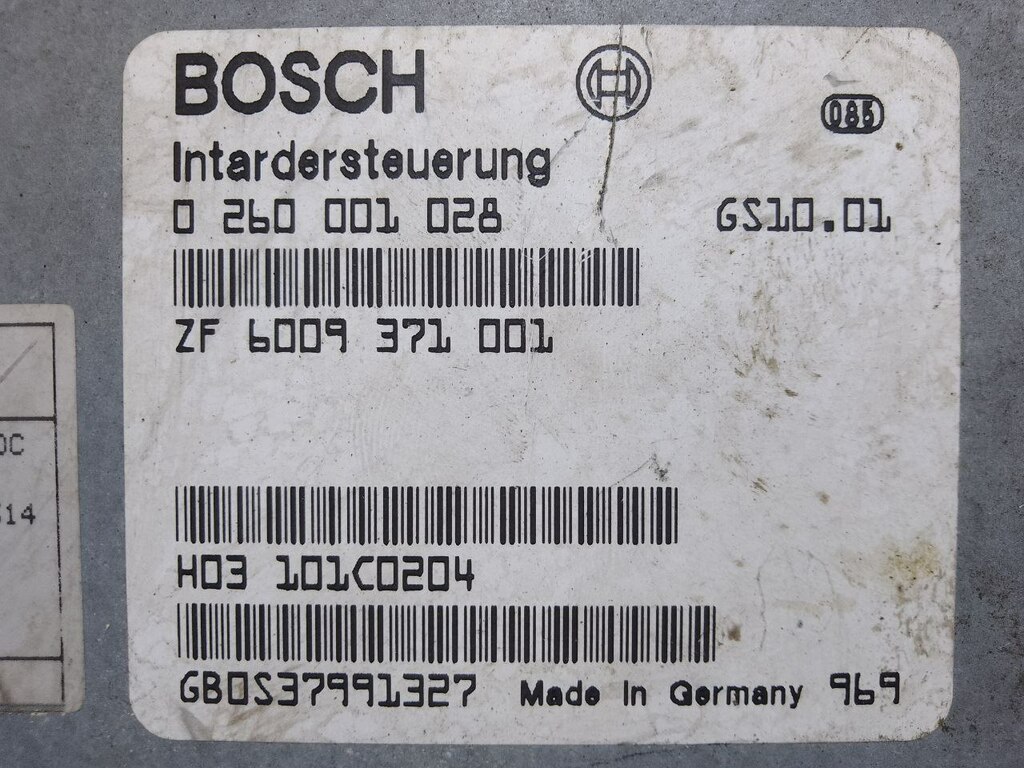 BOSCH
085
Intardersteuerung
0 260 001 028 GS10.01
ZF 6009 371 001
H03 101C0204
GB0S37991327 Made In Germany 969